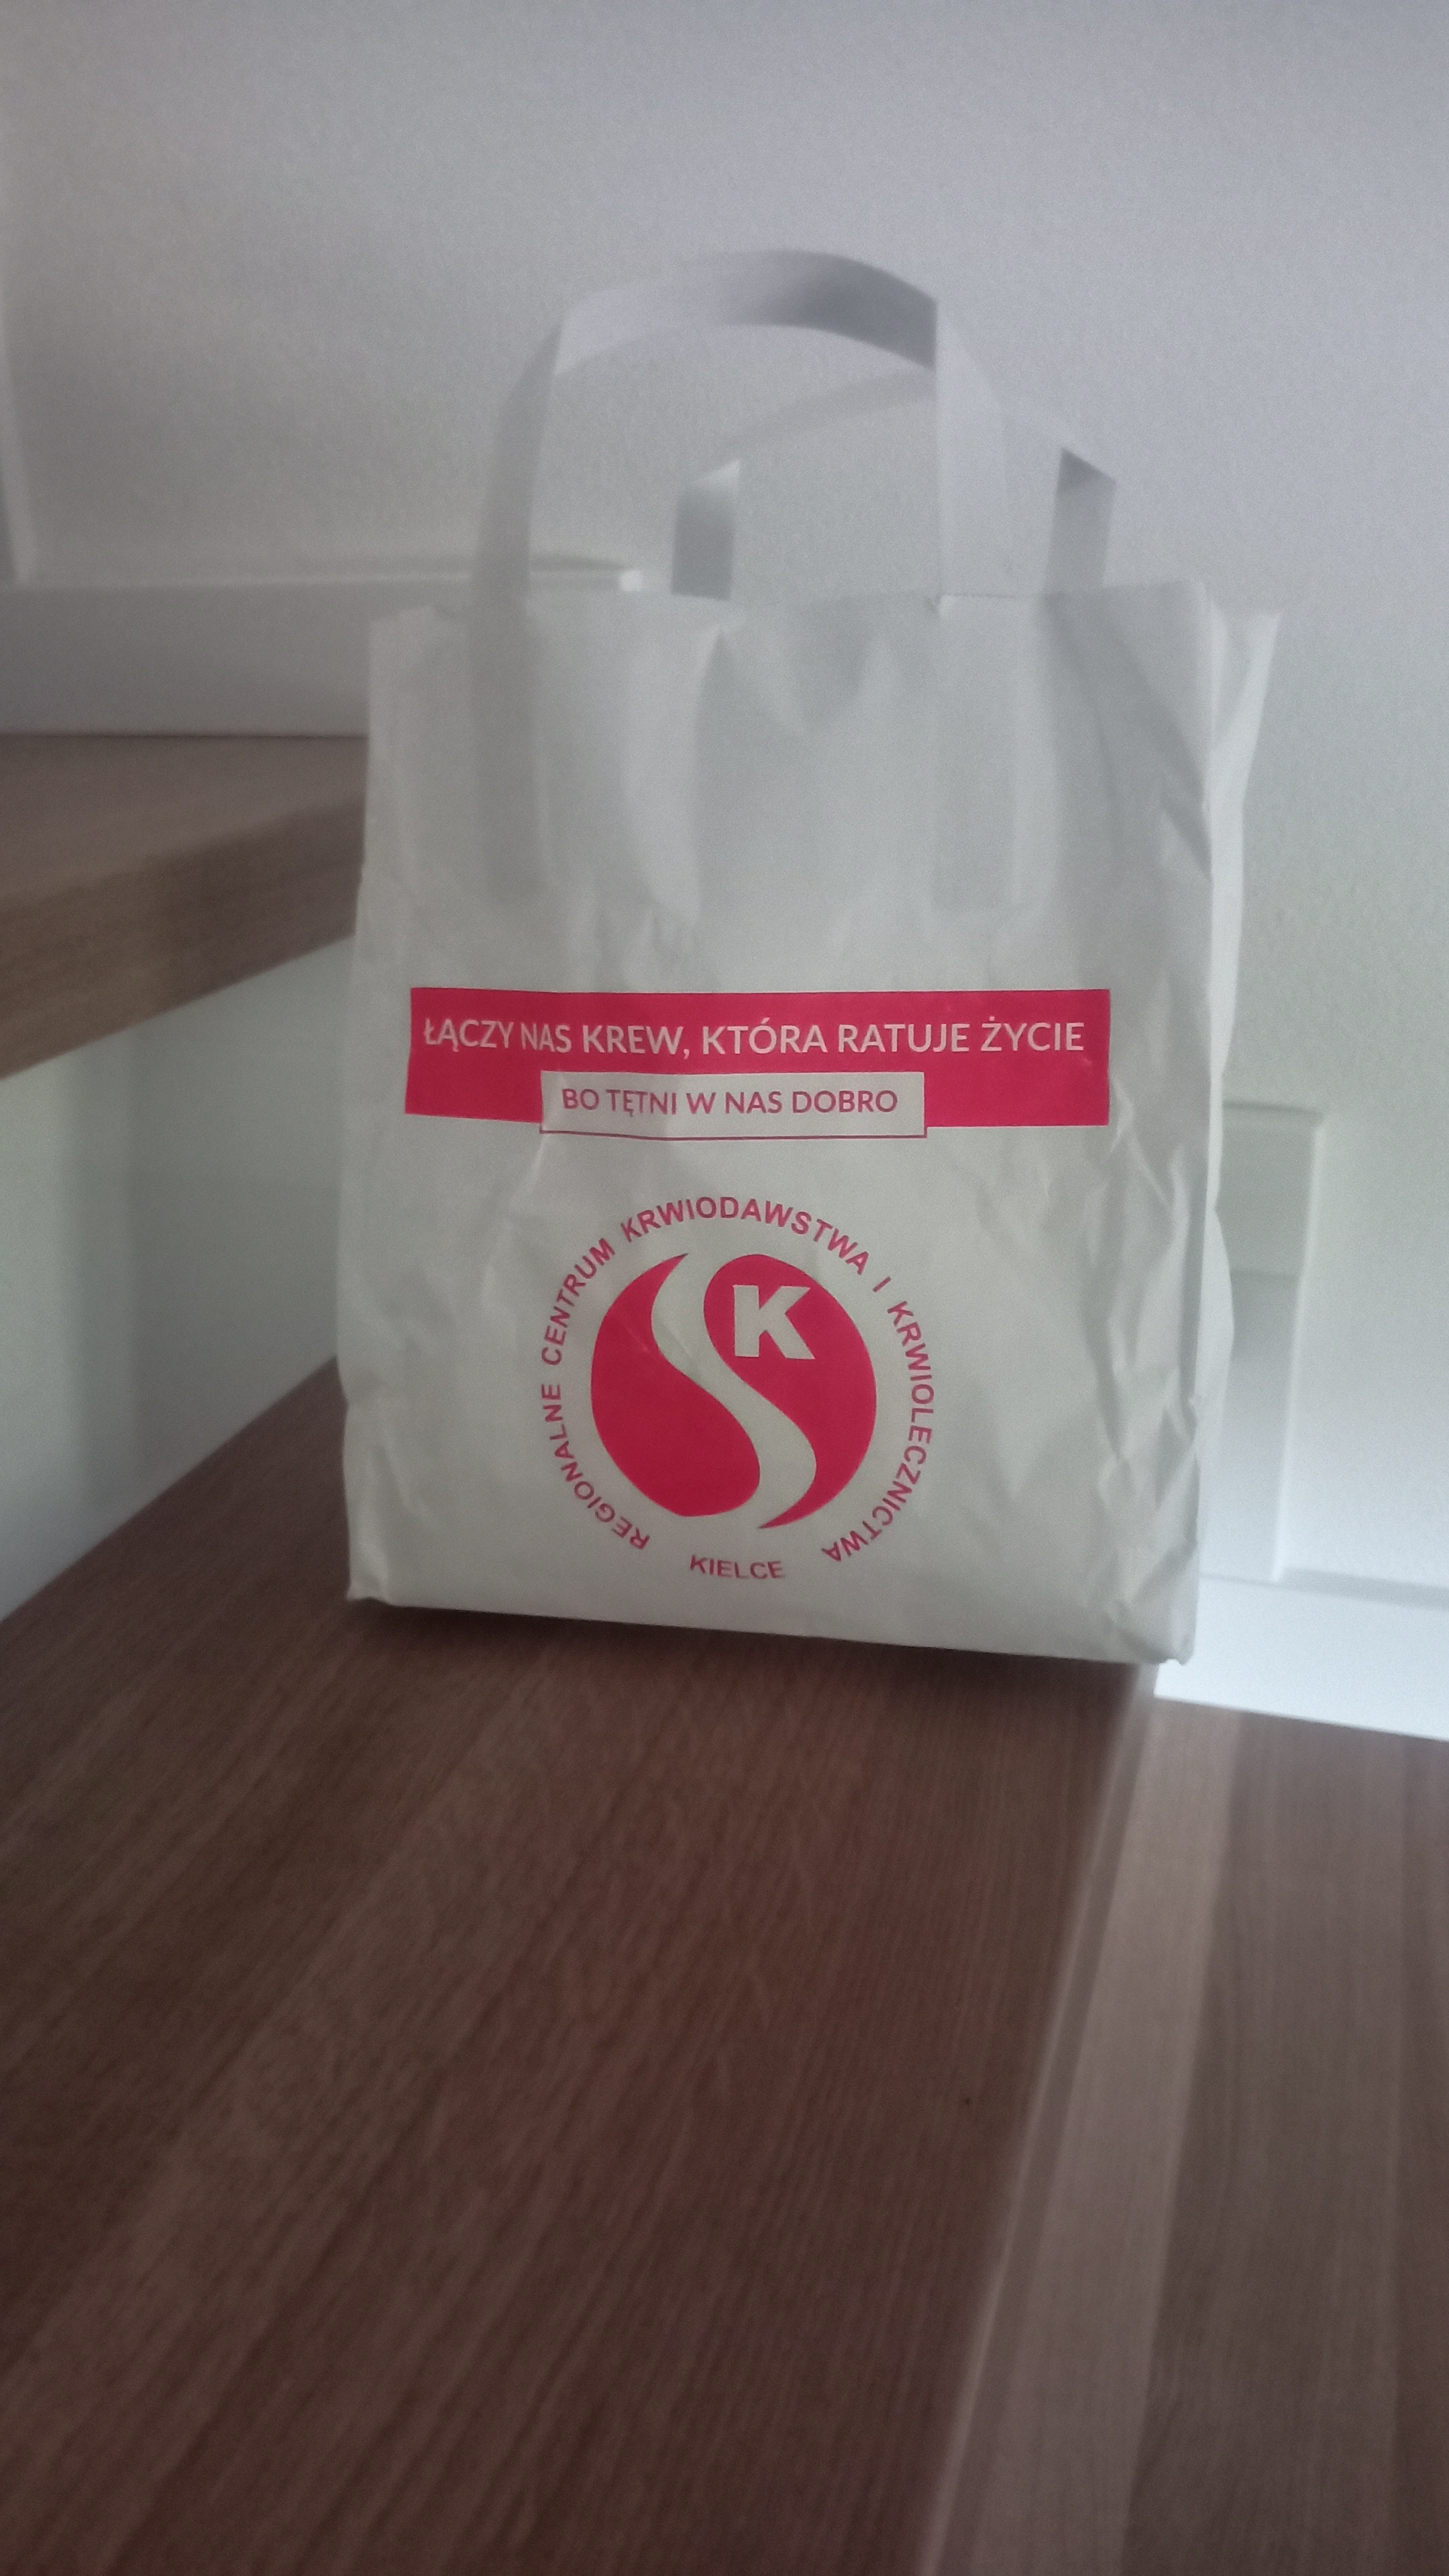 ŁĄCZY NAS KREW, KTÓRA RATUJE ŻYCIE
BO TĘTNI W NAS DOBRO
REGIONALNE CENTRUM KRWIODAWSTWA I KRWIOLECZNICTWA
K
KIELCE